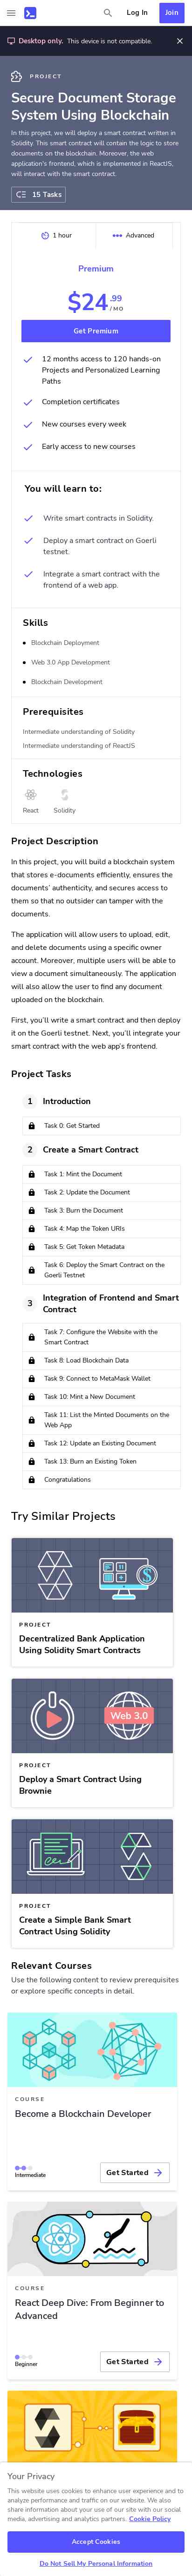 Log In
Join
Desktop only. This device is not compatible.
PROJECT
Secure Document Storage
System Using Blockchain
In this project, we will deploy a smart contract written in
Solidity. This smart contract will contain the logic to store
documents on the blockchain. Moreover, the web
application's frontend, which is implemented in ReactJS,
will interact with the smart contract.
15 Tasks
1 hour
Advanced
Premium
$24.99
/ MO
Get Premium
12 months access to 120 hands-on
Projects and Personalized Learning
Paths
Completion certificates
New courses every week
Early access to new courses
You will learn to:
Write smart contracts in Solidity.
Deploy a smart contract on Goerli
testnet.
Integrate a smart contract with the
frontend of a web app.
Skills
Blockchain Deployment
Web 3.0 App Development
Blockchain Development
Prerequisites
Intermediate understanding of Solidity
Intermediate understanding of ReactJS
Technologies
React
Solidity
Project Description
In this project, you will build a blockchain system
that stores e-documents efficiently, ensures the
documents' authenticity, and secures access to
them so that no outsider can tamper with the
documents.
The application will allow users to upload, edit,
and delete documents using a specific owner
account. Moreover, multiple users will be able to
view a document simultaneously. The application
will also allow the user to find any document
uploaded on the blockchain.
First, you'll write a smart contract and then deploy
it on the Goerli testnet. Next, you'll integrate your
smart contract with the web app's frontend.
Project Tasks
1 Introduction
Task 0: Get Started
2 Create a Smart Contract
Task 1: Mint the Document
Task 2: Update the Document
Task 3: Burn the Document
Task 4: Map the Token URIs
Task 5: Get Token Metadata
Task 6: Deploy the Smart Contract on the
Goerli Testnet
3 Integration of Frontend and Smart
Contract
Task 7: Configure the Website with the
Smart Contract
Task 8: Load Blockchain Data
Task 9: Connect to MetaMask Wallet
Task 10: Mint a New Document
Task 11: List the Minted Documents on the
Web App
Task 12: Update an Existing Document
Task 13: Burn an Existing Token
Congratulations
Try Similar Projects
PROJECT
Decentralized Bank Application
Using Solidity Smart Contracts
Web 3.0
PROJECT
Deploy a Smart Contract Using
Brownie
PROJECT
Create a Simple Bank Smart
Contract Using Solidity
Relevant Courses
Use the following content to review prerequisites
or explore specific concepts in detail.
COURSE
Become a Blockchain Developer
Intermediate
Get Started
COURSE
React Deep Dive: From Beginner to
Advanced
Beginner
Get Started
Your Privacy
This website uses cookies to enhance user experience and to
analyze performance and traffic on our website. We also
share information about your use of our site with our social
media, advertising and analytics partners. Cookie Policy
Accept Cookies
Do Not Sell My Personal Information